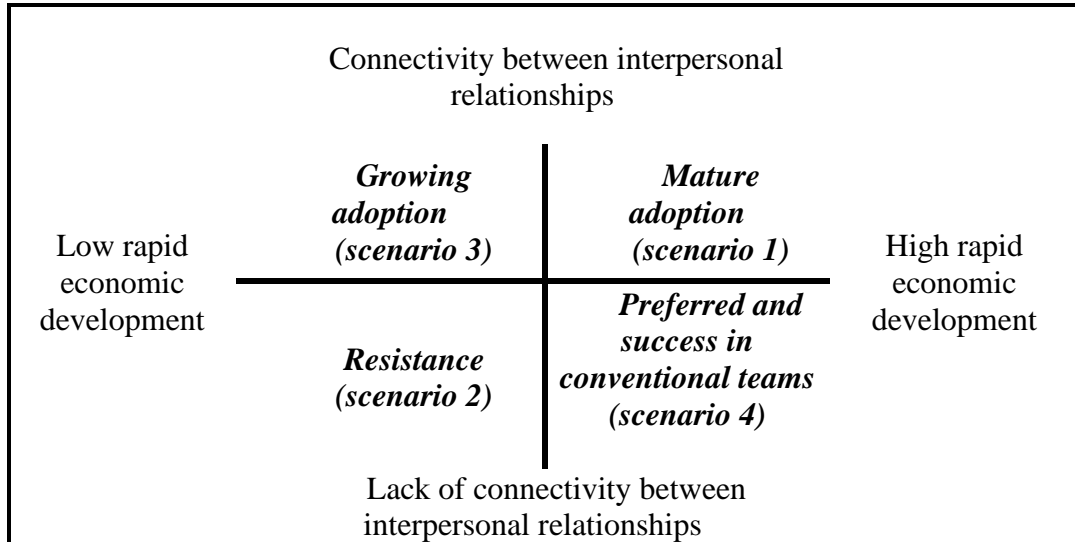 Connectivity between interpersonal
relationships
Growing
adoption
(scenario 3)
Mature
adoption
(scenario 1)
Low rapid
economic
development
High rapid
economic
development
Resistance
(scenario 2)
Preferred and
success in
conventional teams
(scenario 4)
Lack of connectivity between
interpersonal relationships